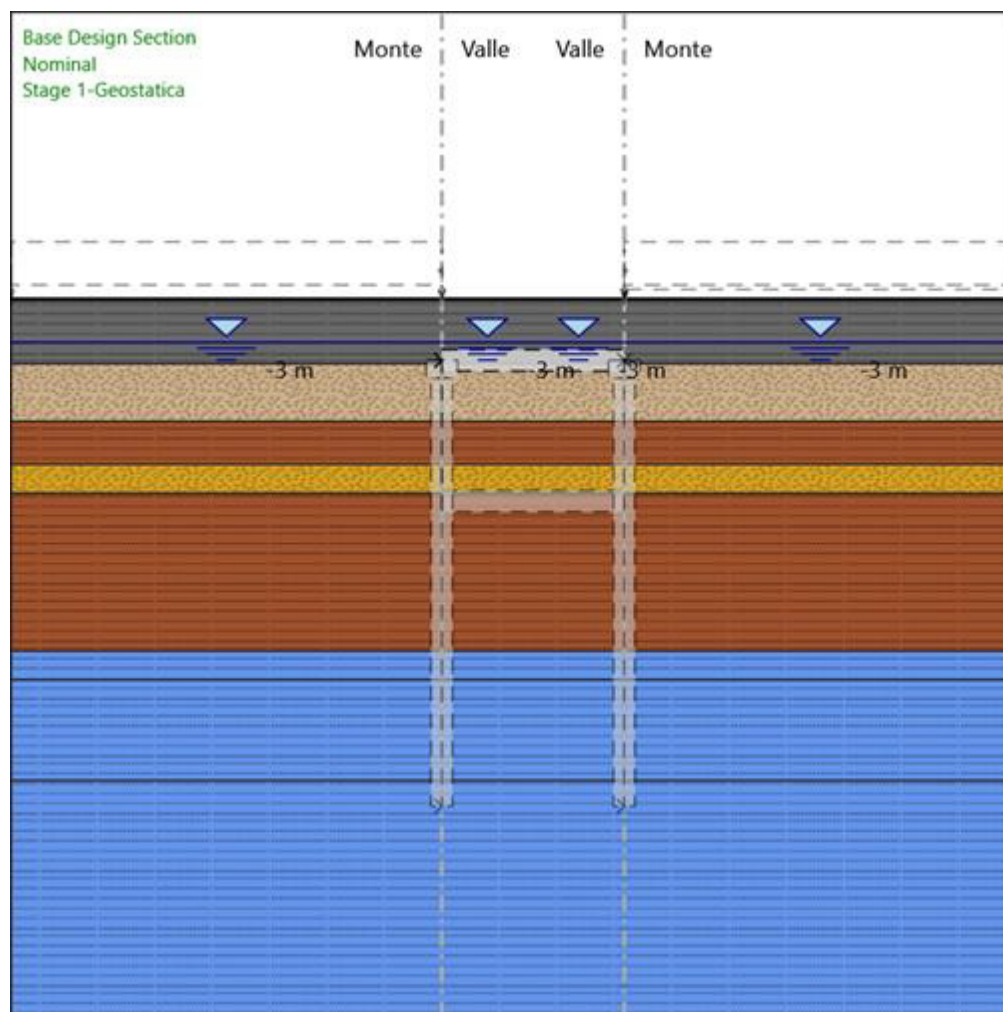 Base Design Section
Nominal
Stage 1-Geostatica
Monte Valle Valle Monte
-3 m -3 m -3 m -3 m